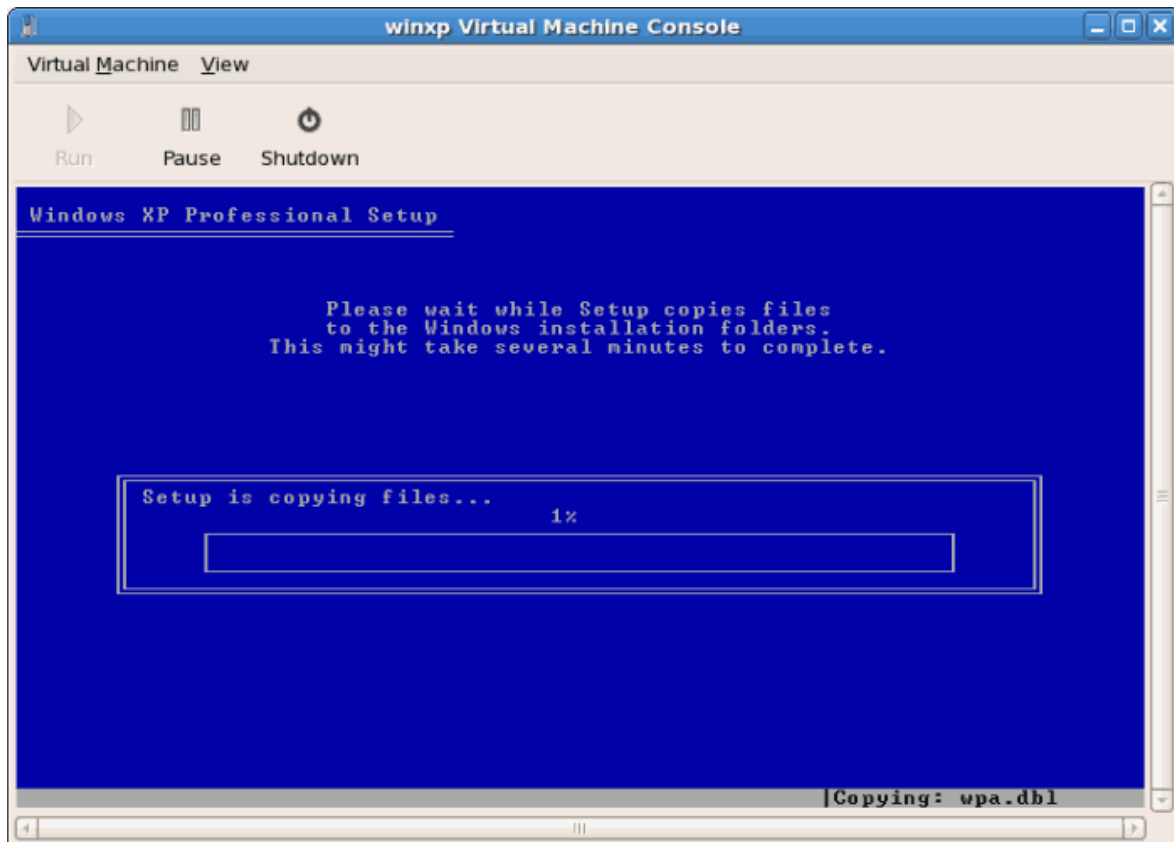 winxp Virtual Machine Console
Virtual Machine View
Run Pause Shutdown
Windows XP Professional Setup
Please wait while Setup copies files
to the Windows installation folders.
This might take several minutes to complete.
Setup is copying files...
1%
|Copying: wpa.dbl